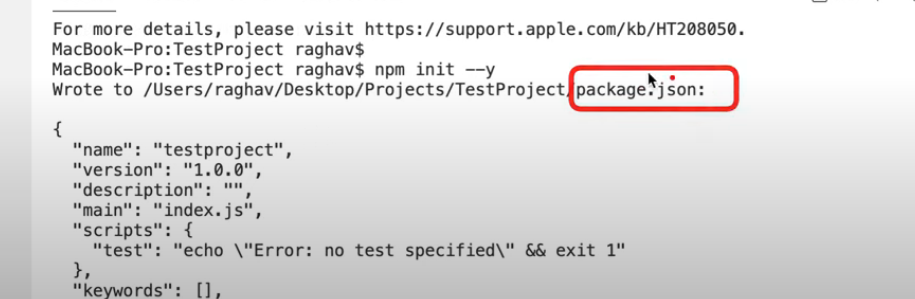 For more details, please visit https://support.apple.com/kb/HT208050.
MacBook-Pro:TestProject raghav$
MacBook-Pro:TestProject raghav$ npm init --y
Wrote to /Users/raghav/Desktop/Projects/TestProject/package.json:
{
"name": "testproject",
"version": "1.0.0",
"description": "",
"main": "index.js",
"scripts": {
"test": "echo \"Error: no test specified\" && exit 1"
},
"keywords": [],